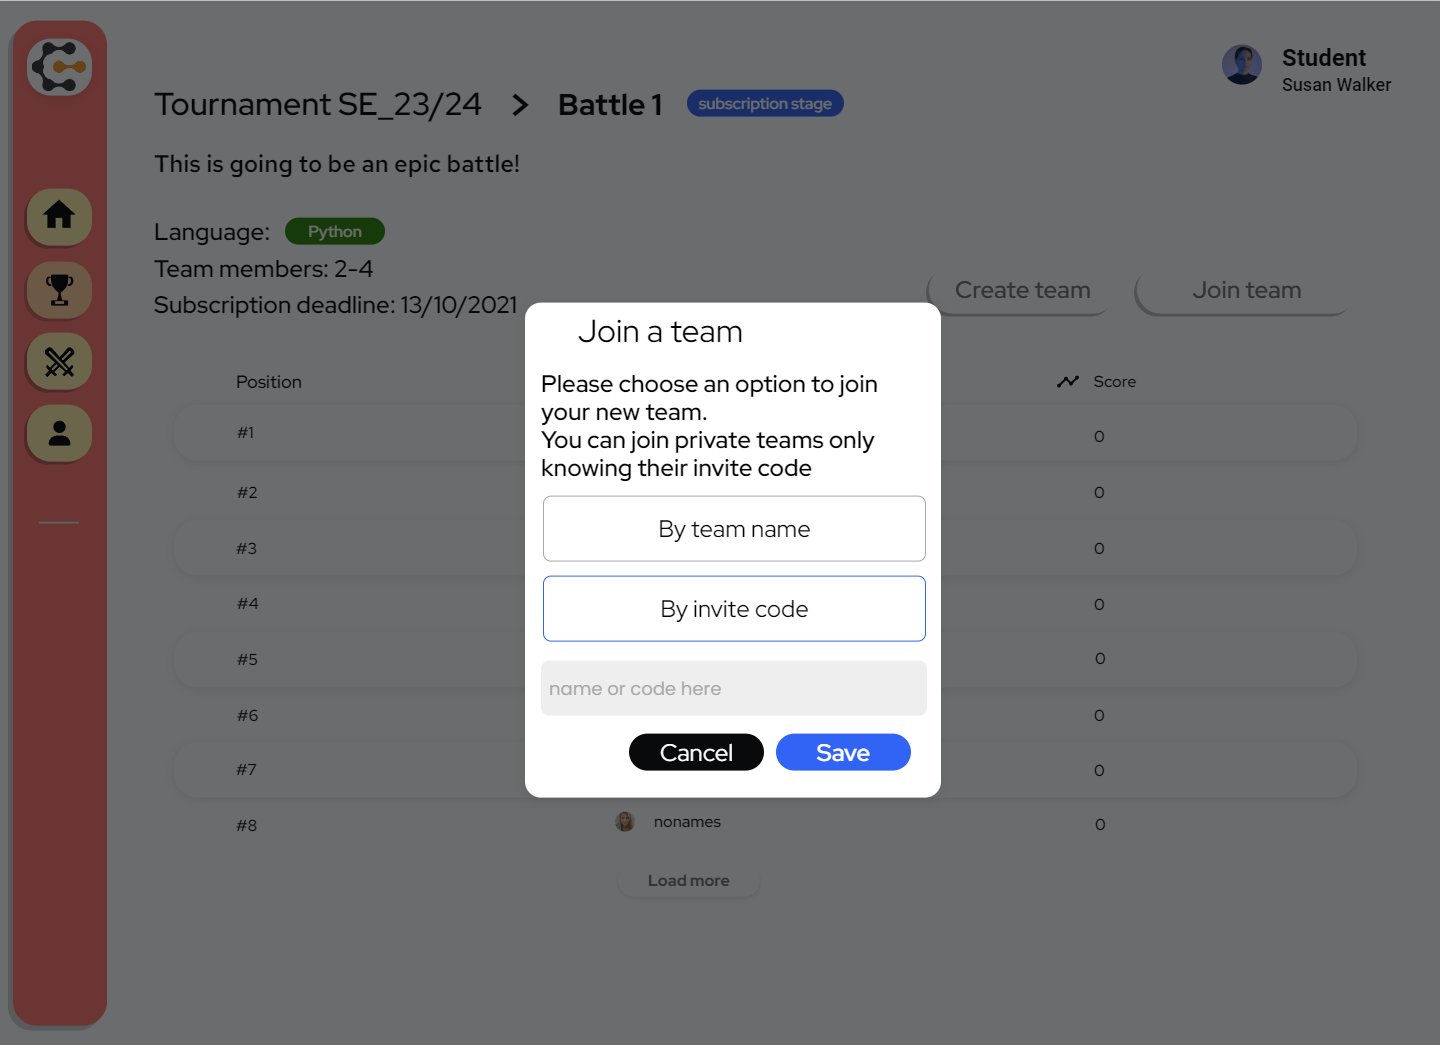 Student
Susan Walker
Tournament SE_23/24 > Battle 1 subscription stage
This is going to be an epic battle!
Language: Python
Team members: 2-4
Subscription deadline: 13/10/2021
Create team Join team
Join a team
Please choose an option to join
your new team.
You can join private teams only
knowing their invite code
By team name
By invite code
name or code here
Cancel Save
Position Score
#1 0
#2 0
#3 0
#4 0
#5 0
#6 0
#7 0
#8 nonames 0
Load more